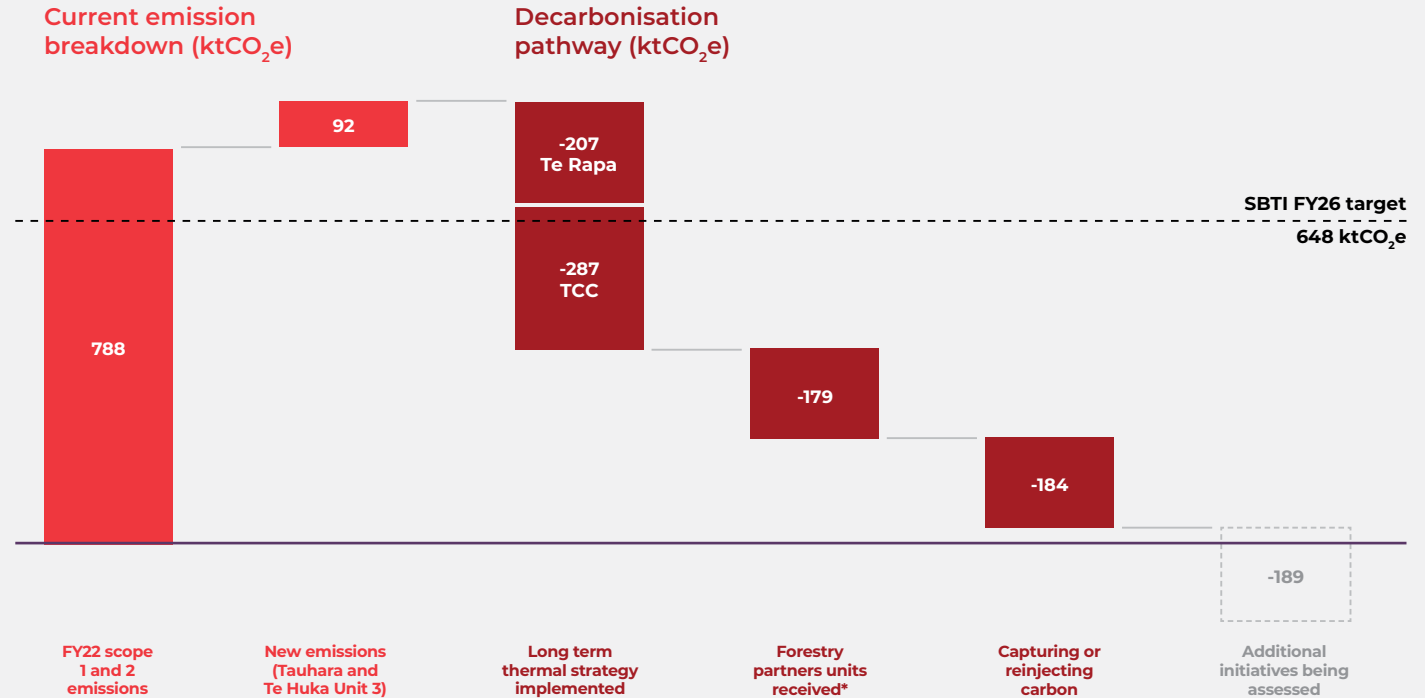 Current emission
breakdown (ktCO₂e)
Decarbonisation
pathway (ktCO₂e)
92
-207
Te Rapa
SBTI FY26 target
648 ktCO₂e
-287
TCC
788
-179
-184
-189
FY22 scope
1 and 2
emissions
New emissions
(Tauhara and
Te Huka Unit 3)
Long term
thermal strategy
implemented
Forestry
partners units
received*
Capturing or
reinjecting
carbon
Additional
initiatives being
assessed